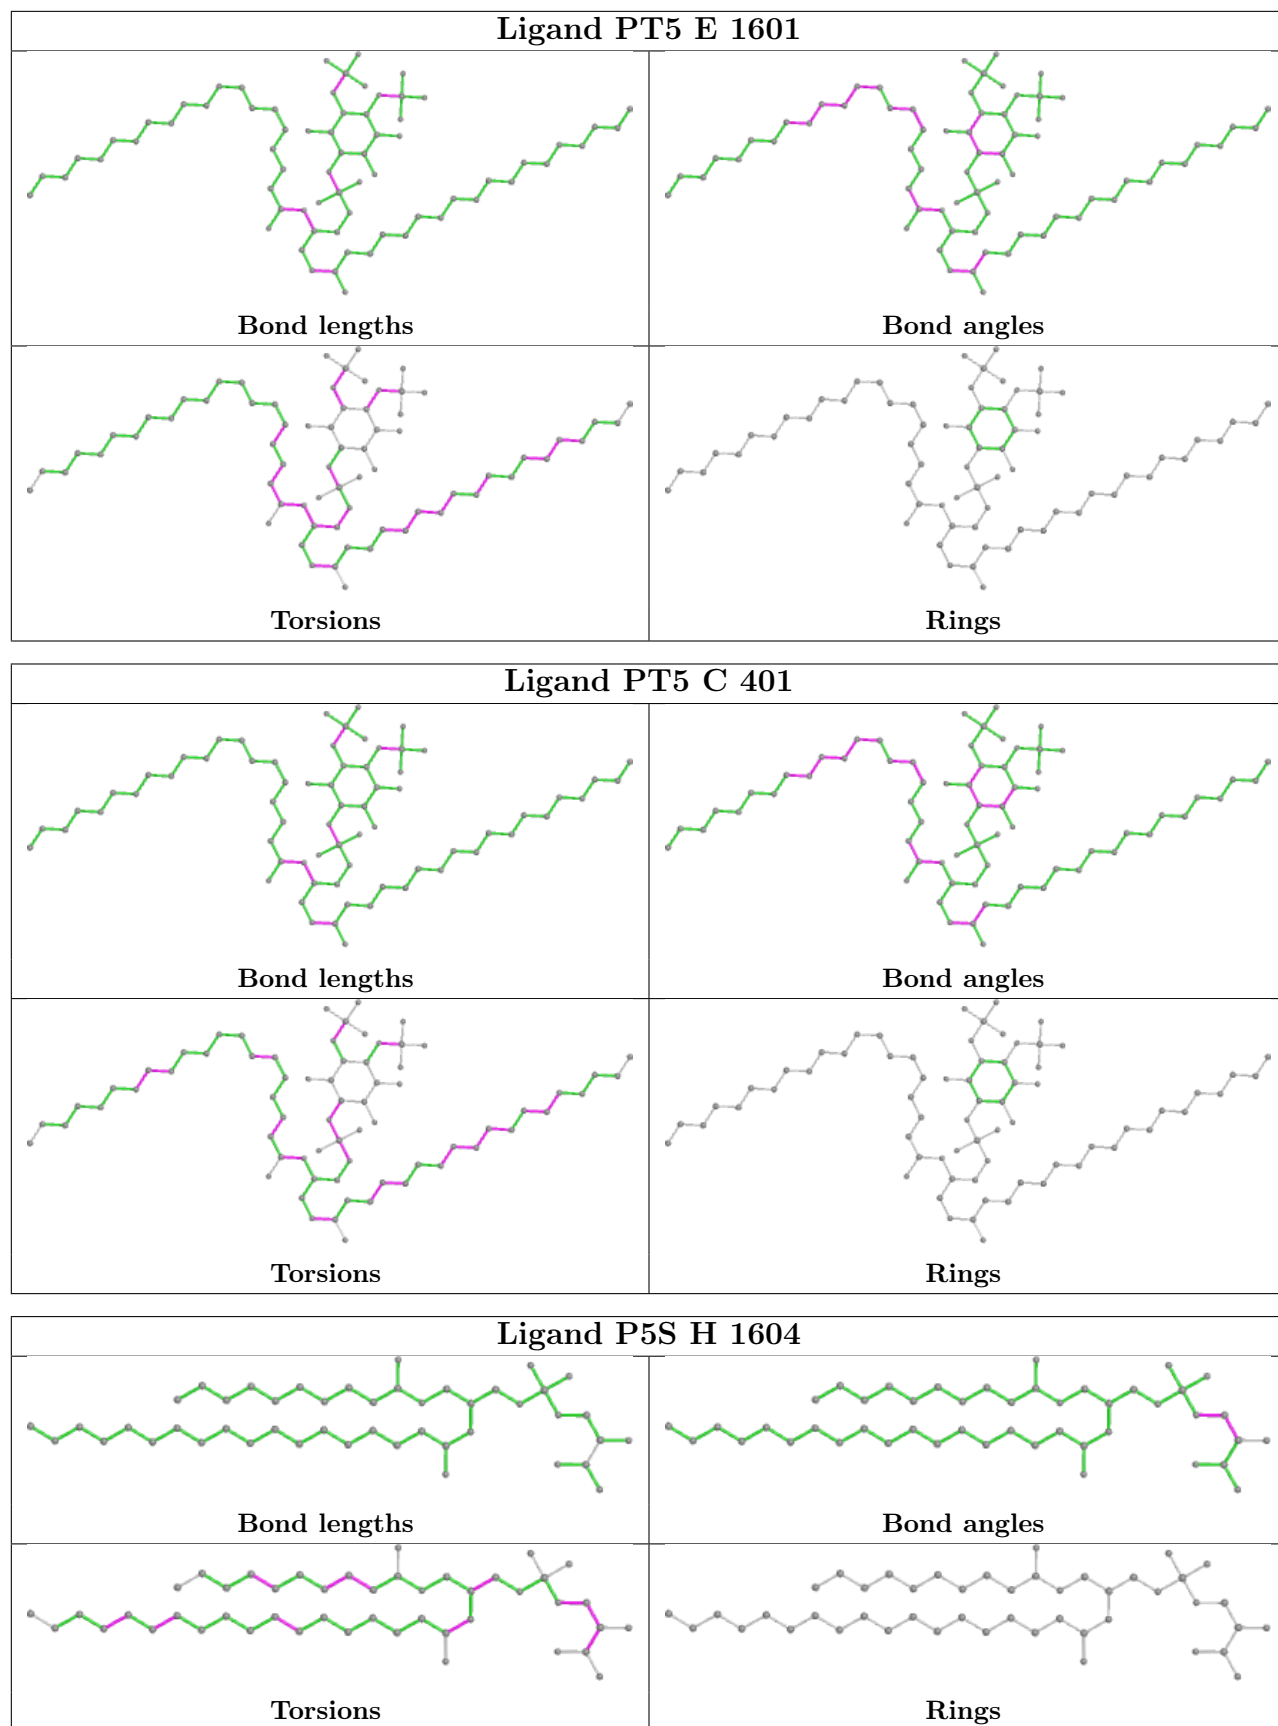 Ligand PT5 E 1601
Bond lengths
Bond angles
Torsions
Rings
Ligand PT5 C 401
Bond lengths
Bond angles
Torsions
Rings
Ligand P5S H 1604
Bond lengths
Bond angles
Torsions
Rings